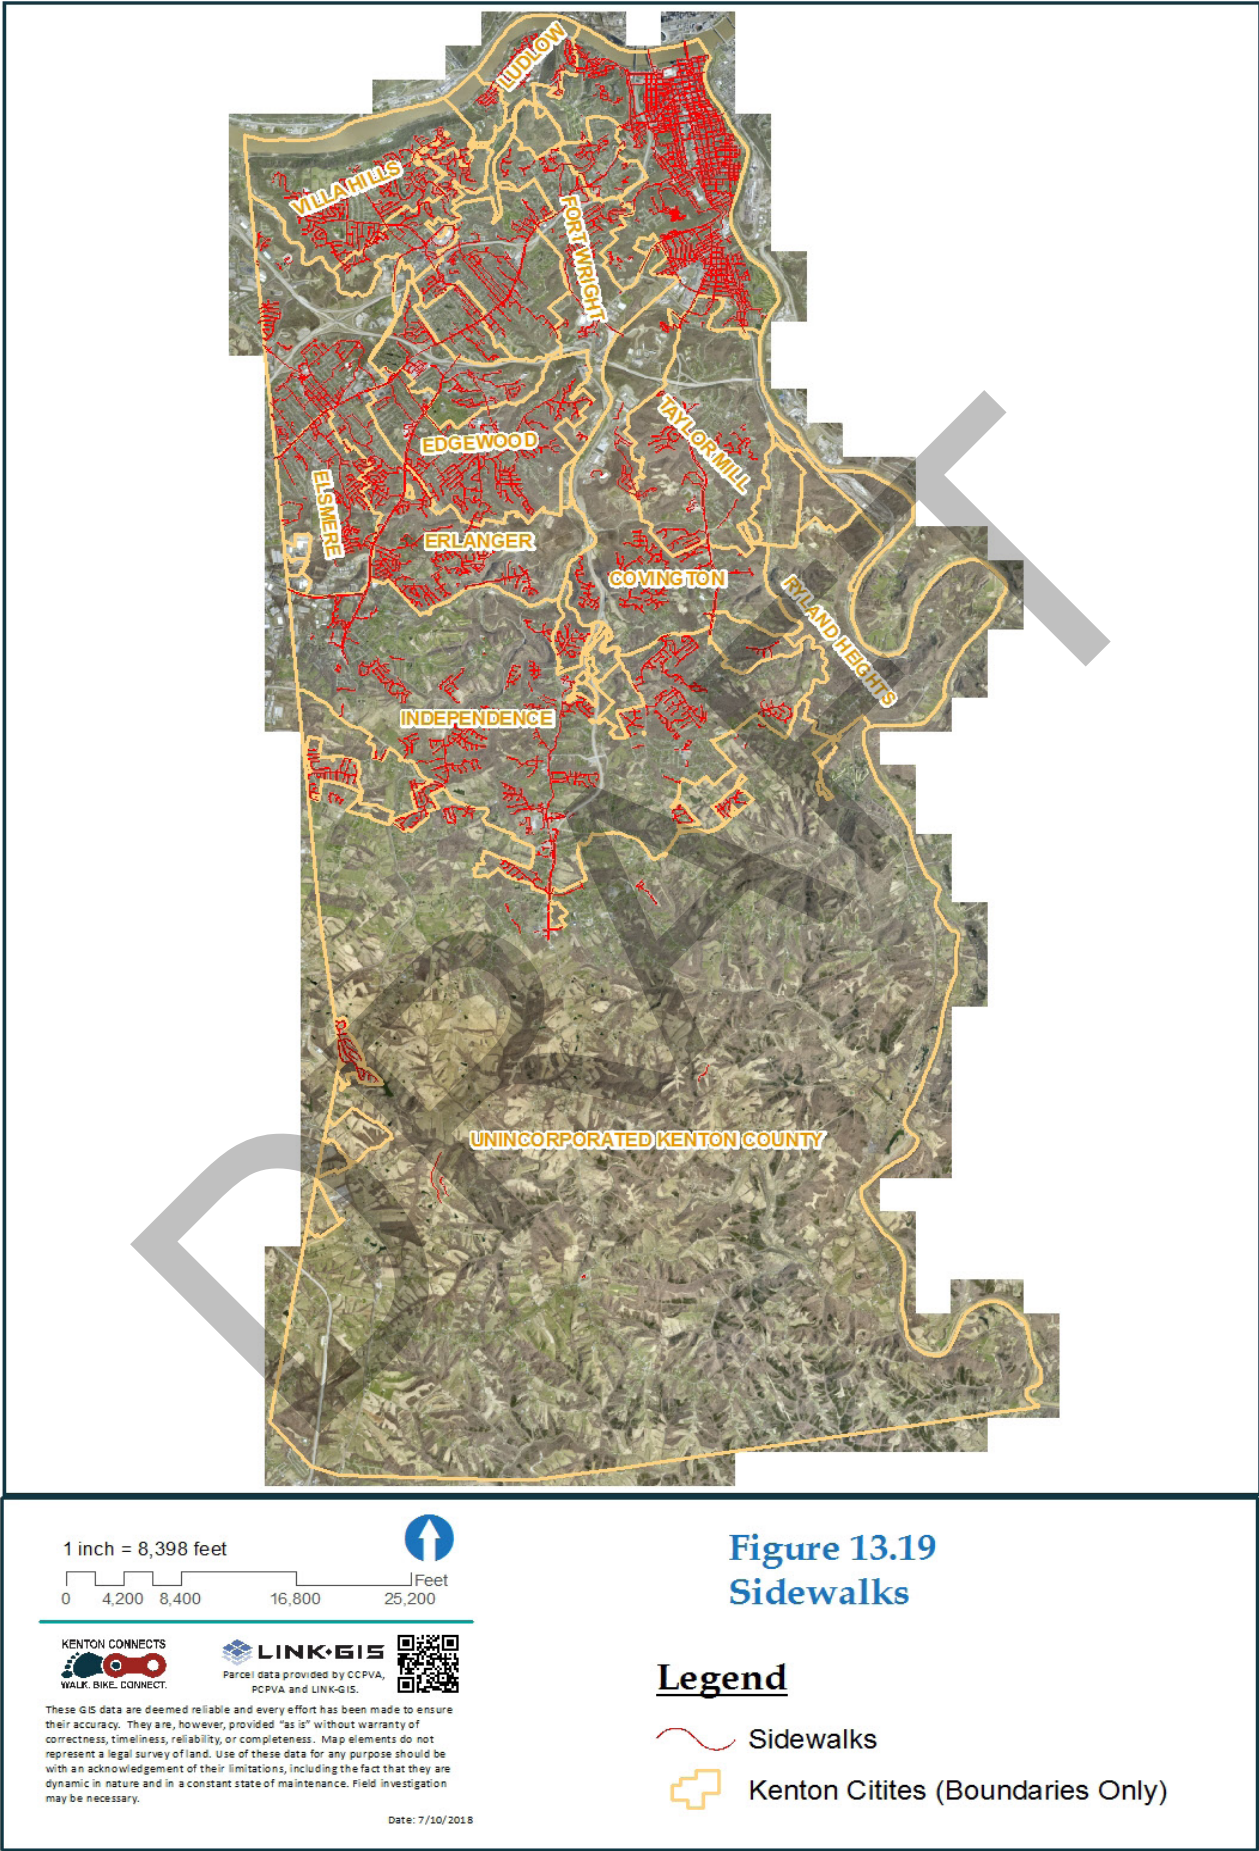 LUDLOW
VILLA HILLS
FORT WRIGHT
EDGEWOOD
TAYLOR MILL
ELSMERE
ERLANGER
COVINGTON
RYLAND HEIGHTS
INDEPENDENCE
UNINCORPORATED KENTON COUNTY
DRAFT
1 inch = 8,398 feet
Feet
0 4,200 8,400 16,800 25,200
KENTON CONNECTS
WALK. BIKE. CONNECT.
LINK•GIS
Parcel data provided by CCPVA,
PCPVA and LINK-GIS.
These GIS data are deemed reliable and every effort has been made to ensure
their accuracy. They are, however, provided "as is" without warranty of
correctness, timeliness, reliability, or completeness. Map elements do not
represent a legal survey of land. Use of these data for any purpose should be
with an acknowledgement of their limitations, including the fact that they are
dynamic in nature and in a constant state of maintenance. Field investigation
may be necessary.
Date: 7/10/2018
Figure 13.19
Sidewalks
Legend
Sidewalks
Kenton Citites (Boundaries Only)